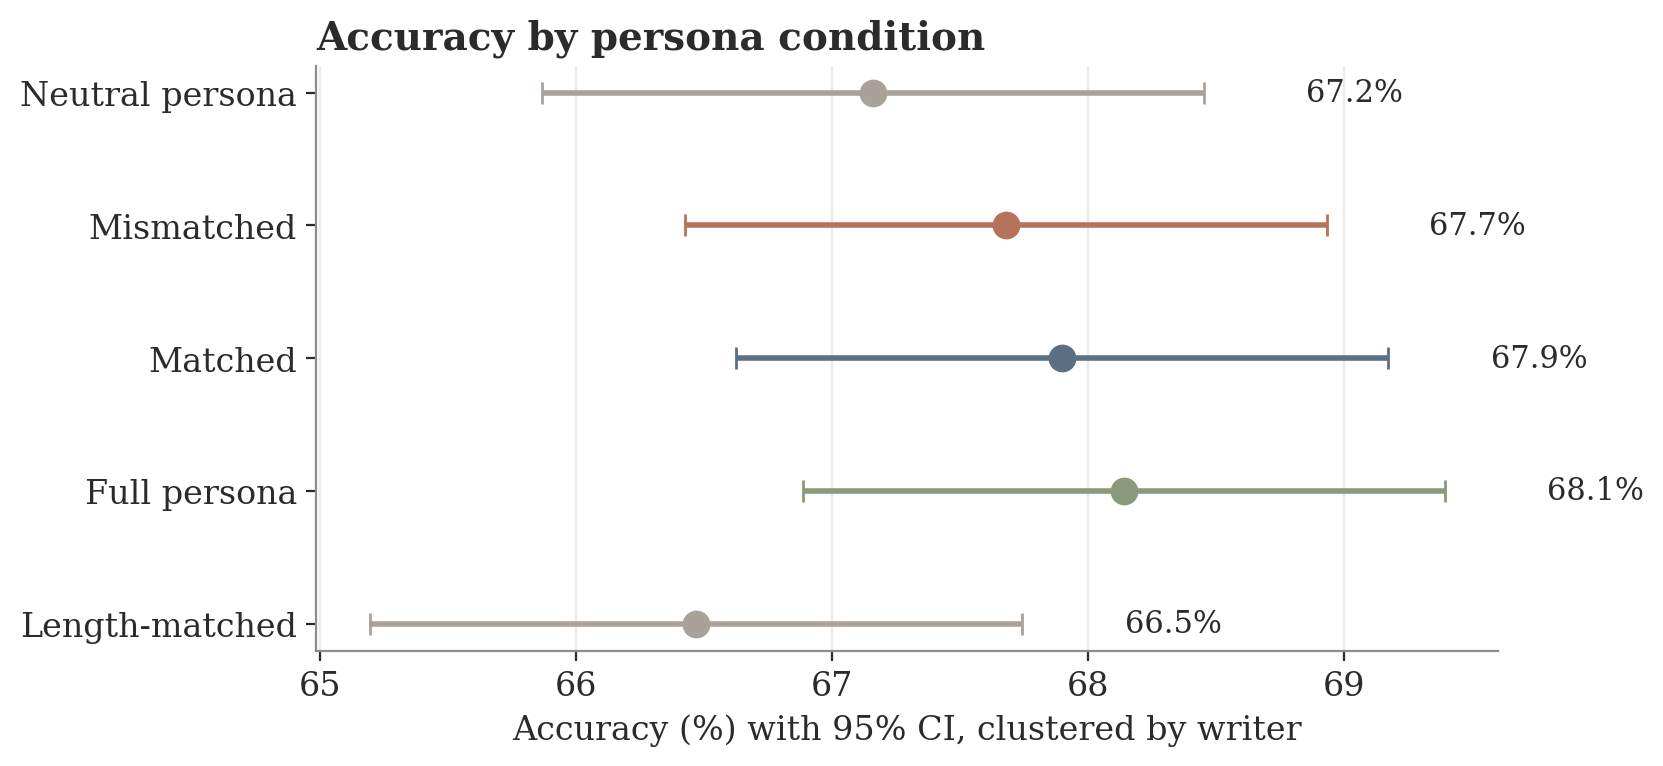 Accuracy by persona condition
Neutral persona 67.2%
Mismatched 67.7%
Matched 67.9%
Full persona 68.1%
Length-matched 66.5%
65 66 67 68 69
Accuracy (%) with 95% CI, clustered by writer